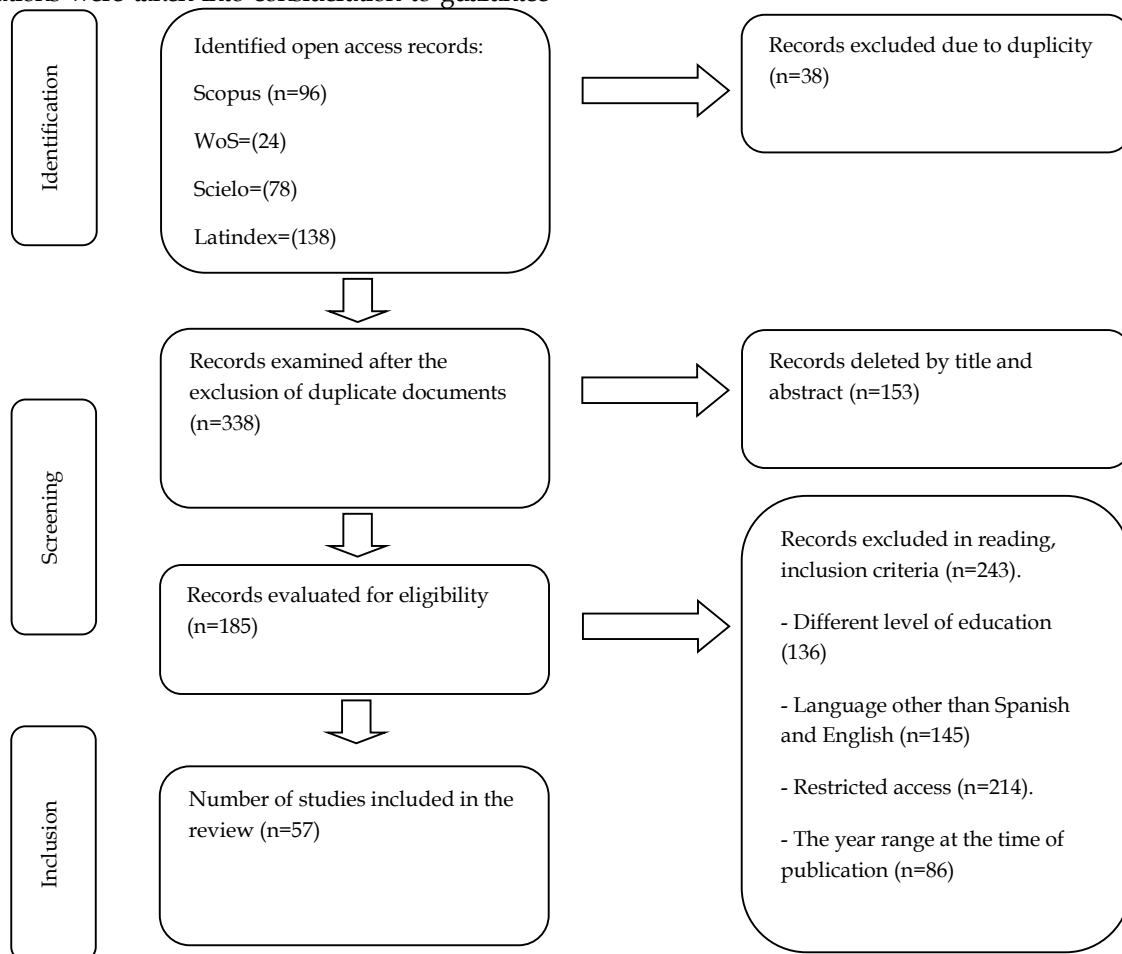 Identification
Identified open access records:
Scopus (n=96)
WoS=(24)
Scielo=(78)
Latindex=(138)
Records excluded due to duplicity
(n=38)
Screening
Records examined after the
exclusion of duplicate documents
(n=338)
Records deleted by title and
abstract (n=153)
Records evaluated for eligibility
(n=185)
Records excluded in reading,
inclusion criteria (n=243).
- Different level of education
(136)
- Language other than Spanish
and English (n=145)
- Restricted access (n=214).
- The year range at the time of
publication (n=86)
Inclusion
Number of studies included in the
review (n=57)